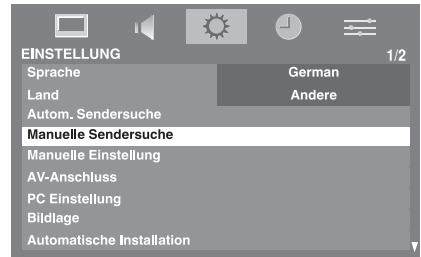 EINSTELLUNG 1/2
Sprache German
Land Andere
Autom. Sendersuche
Manuelle Sendersuche
Manuelle Einstellung
AV-Anschluss
PC Einstellung
Bildlage
Automatische Installation